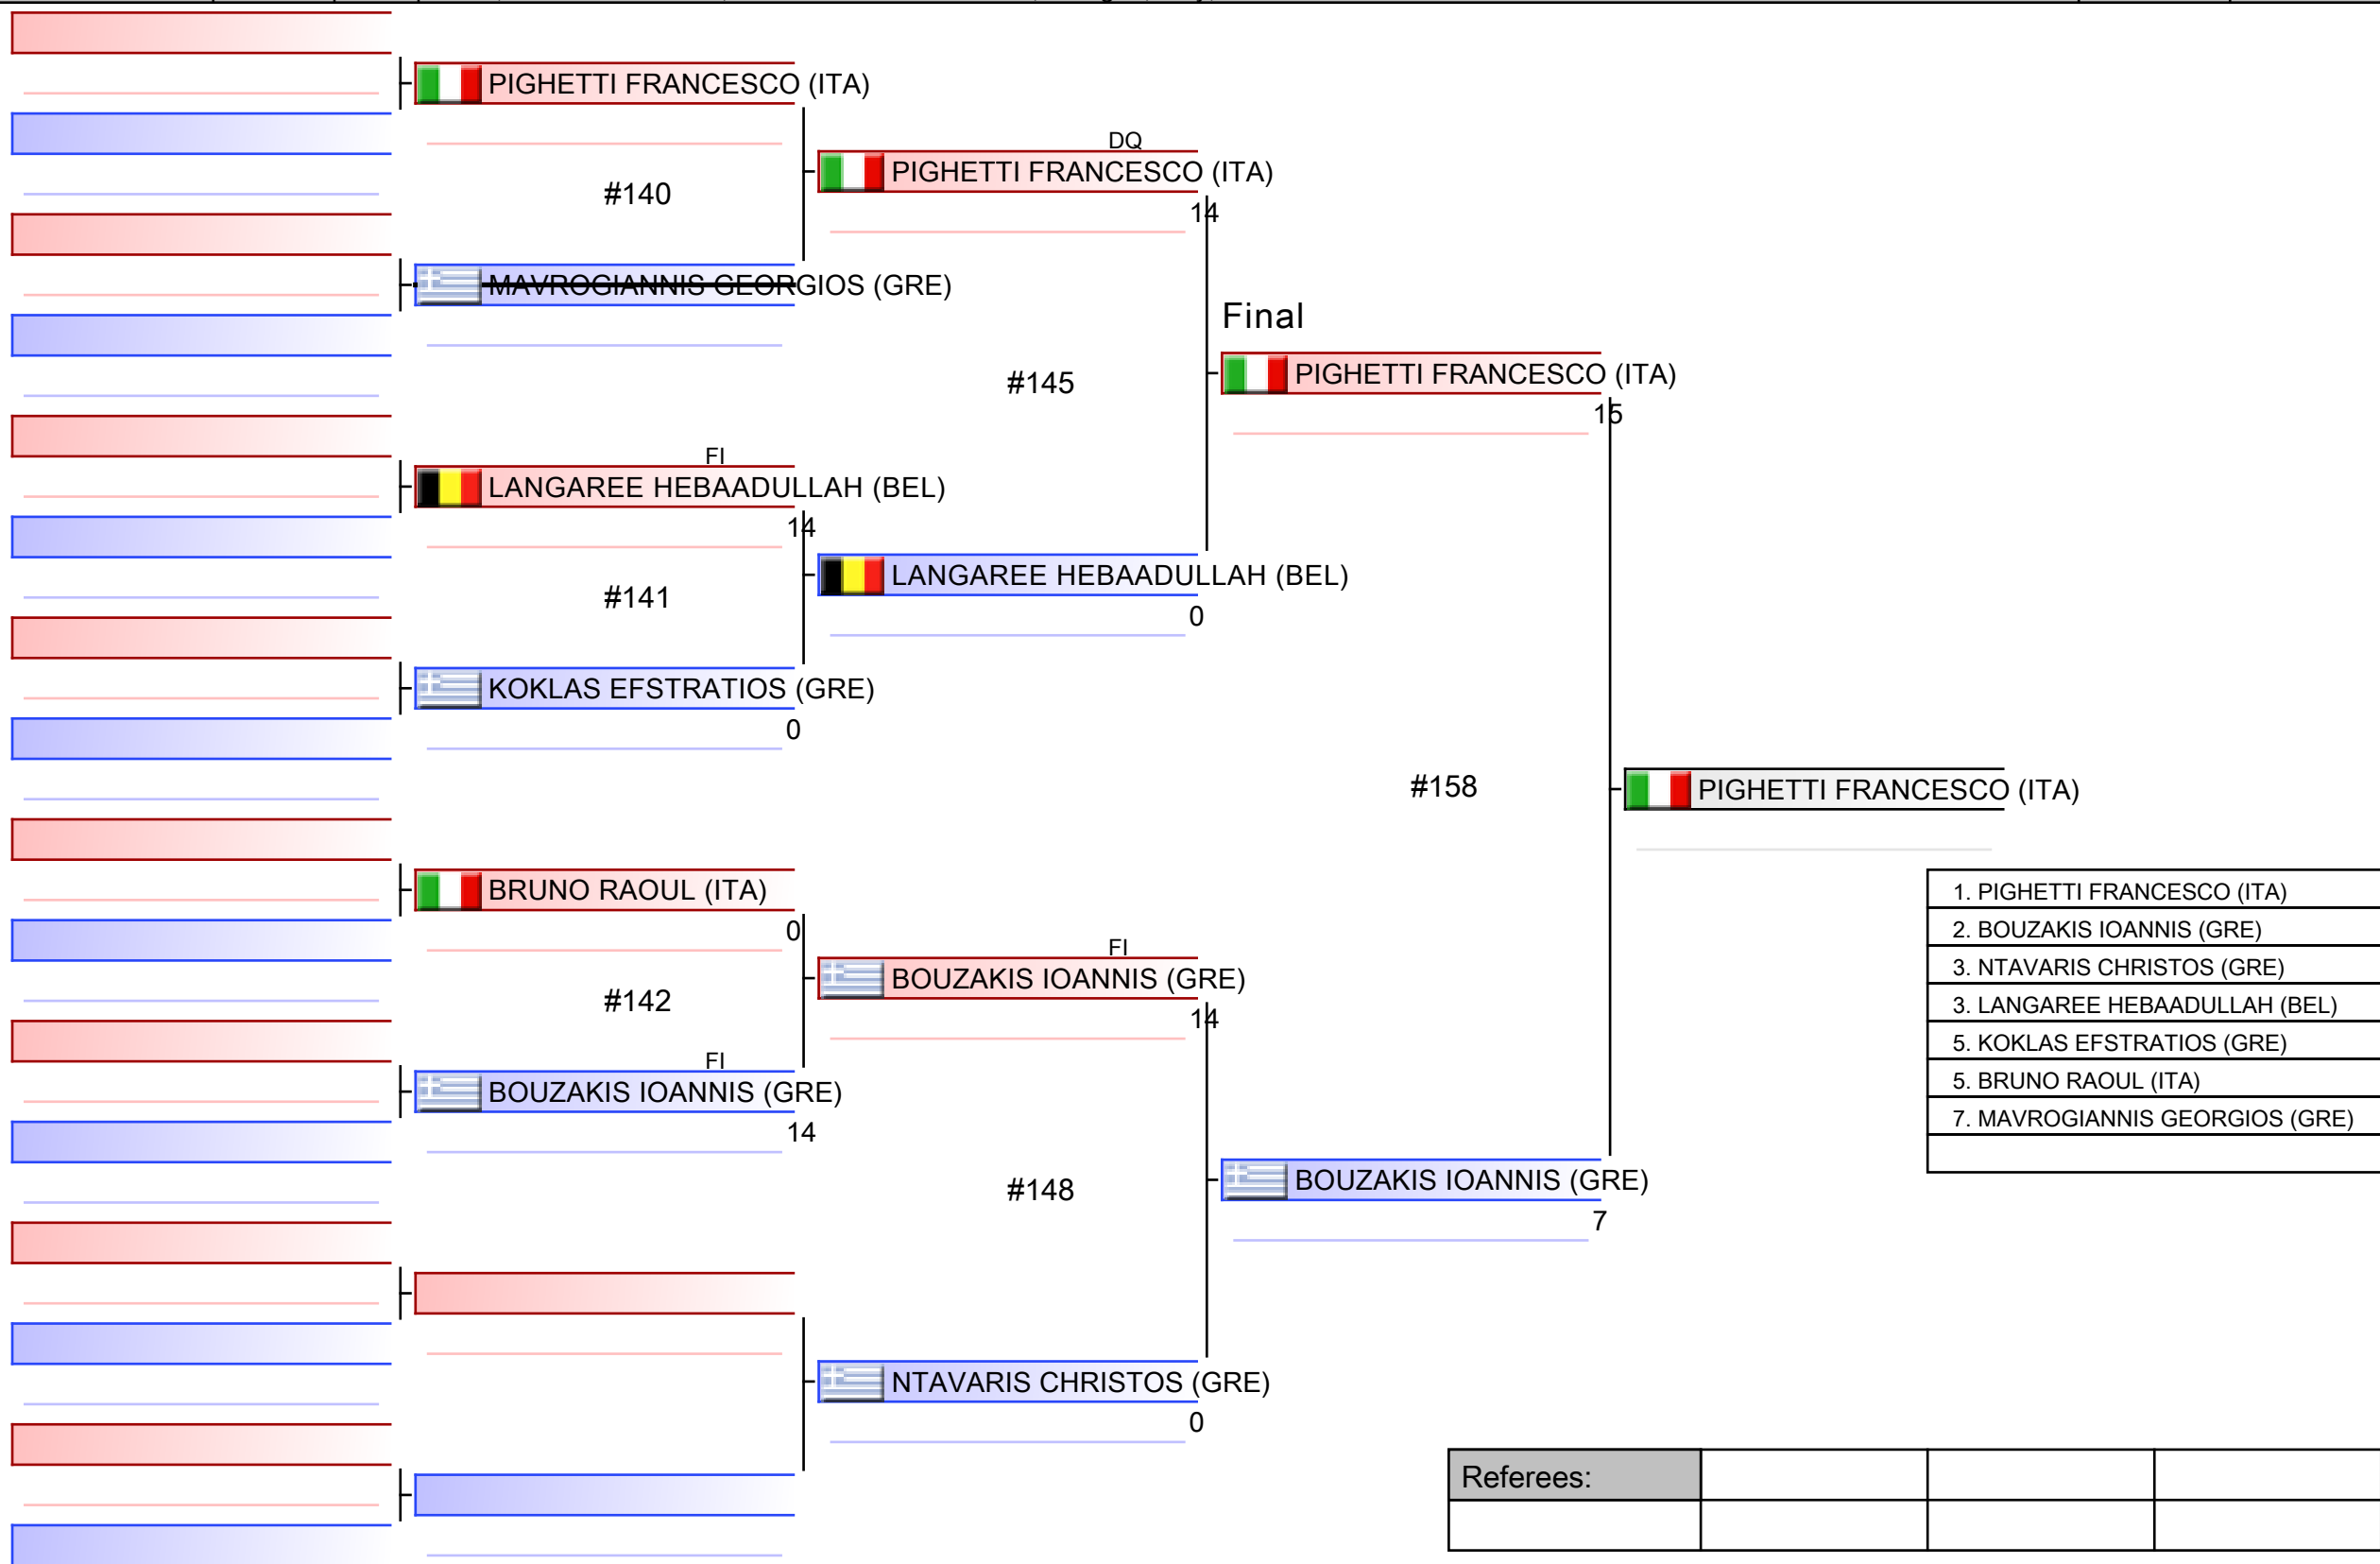 PIGHETTI FRANCESCO (ITA)
DQ
PIGHETTI FRANCESCO (ITA)
#140
14
MAVROGIANNIS GEORGIOS (GRE)
Final
PIGHETTI FRANCESCO (ITA)
#145
15
FI
LANGAREE HEBAADULLAH (BEL)
14
LANGAREE HEBAADULLAH (BEL)
#141
0
KOKLAS EFSTRATIOS (GRE)
0
#158
PIGHETTI FRANCESCO (ITA)
BRUNO RAOUL (ITA)
0
FI
BOUZAKIS IOANNIS (GRE)
#142
14
FI
BOUZAKIS IOANNIS (GRE)
14
#148
BOUZAKIS IOANNIS (GRE)
7
NTAVARIS CHRISTOS (GRE)
0
1. PIGHETTI FRANCESCO (ITA)
2. BOUZAKIS IOANNIS (GRE)
3. NTAVARIS CHRISTOS (GRE)
3. LANGAREE HEBAADULLAH (BEL)
5. KOKLAS EFSTRATIOS (GRE)
5. BRUNO RAOUL (ITA)
7. MAVROGIANNIS GEORGIOS (GRE)
Referees: